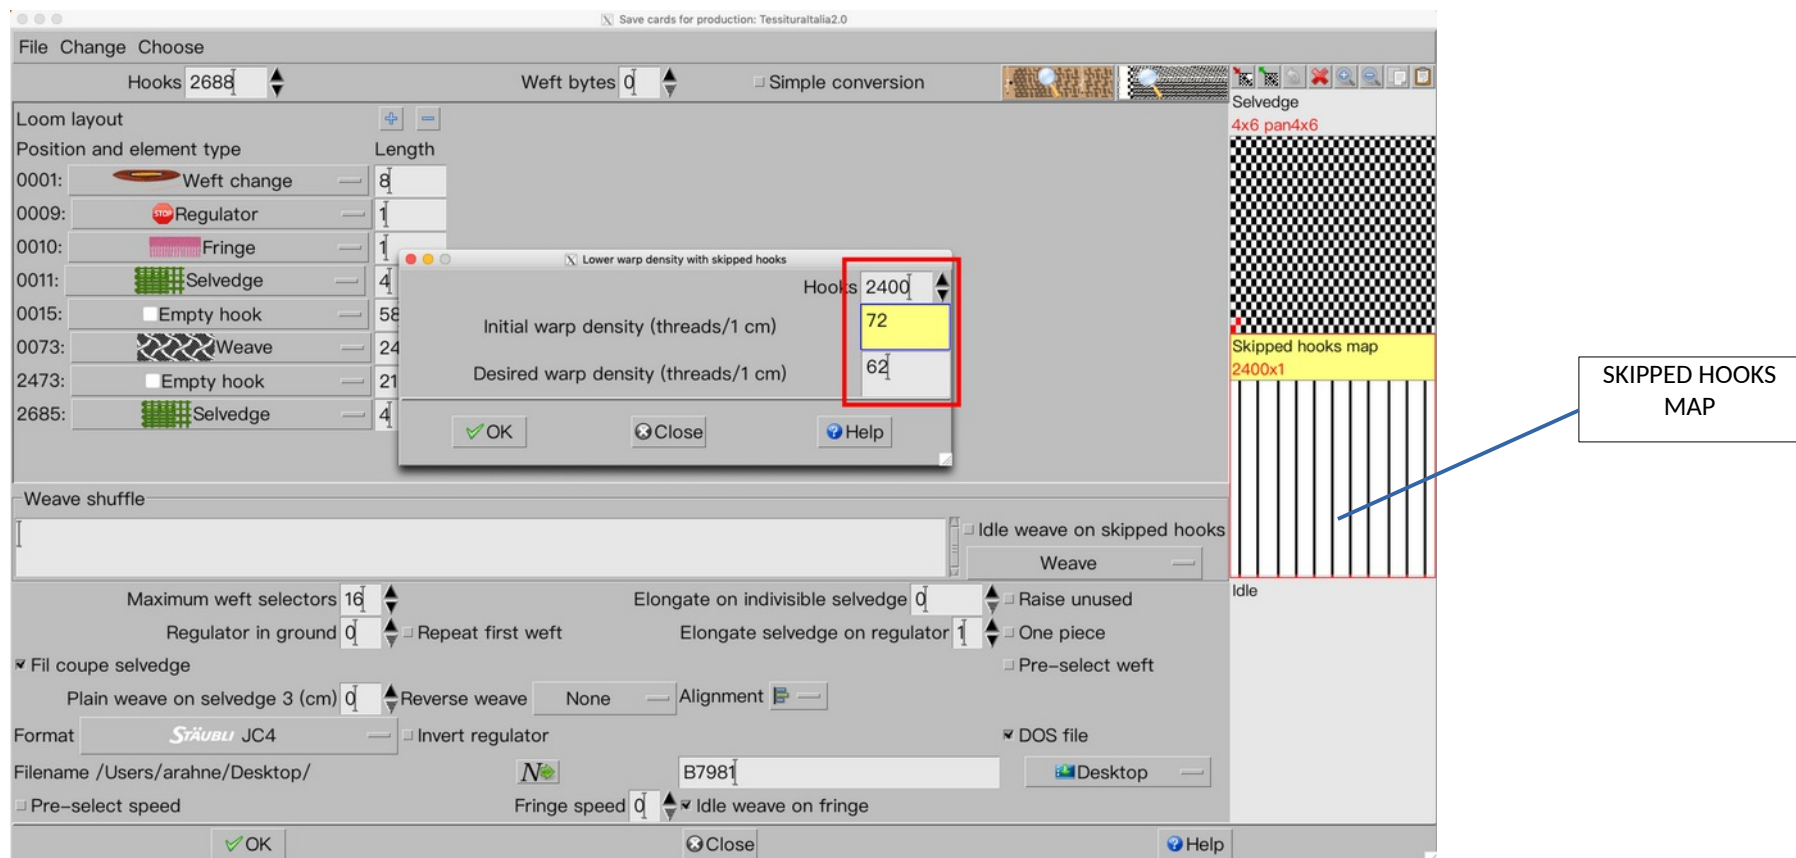 Save cards for production: TessituraItalia2.0
File Change Choose
Hooks 2688
Weft bytes 0
Simple conversion
Loom layout
Position and element type Length
0001: Weft change 8
0009: STOP Regulator 1
0010: Fringe 1
0011: Selvedge 4
0015: Empty hook 58
0073: Weave 24
2473: Empty hook 21
2685: Selvedge 4
Lower warp density with skipped hooks
Hooks 2400
Initial warp density (threads/1 cm) 72
Desired warp density (threads/1 cm) 62
OK Close Help
Selvedge
4x6 pan4x6
Skipped hooks map
2400x1
Idle
SKIPPED HOOKS
MAP
Weave shuffle
Idle weave on skipped hooks
Weave
Maximum weft selectors 16 Elongate on indivisible selvedge 0 Raise unused
Regulator in ground 0 Repeat first weft Elongate selvedge on regulator 1 One piece
Fil coupe selvedge Pre-select weft
Plain weave on selvedge 3 (cm) 0 Reverse weave None Alignment
Format STÄUBLI JC4 Invert regulator DOS file
Filename /Users/arahne/Desktop/ N B7981 Desktop
Pre-select speed Fringe speed 0 Idle weave on fringe
OK Close Help